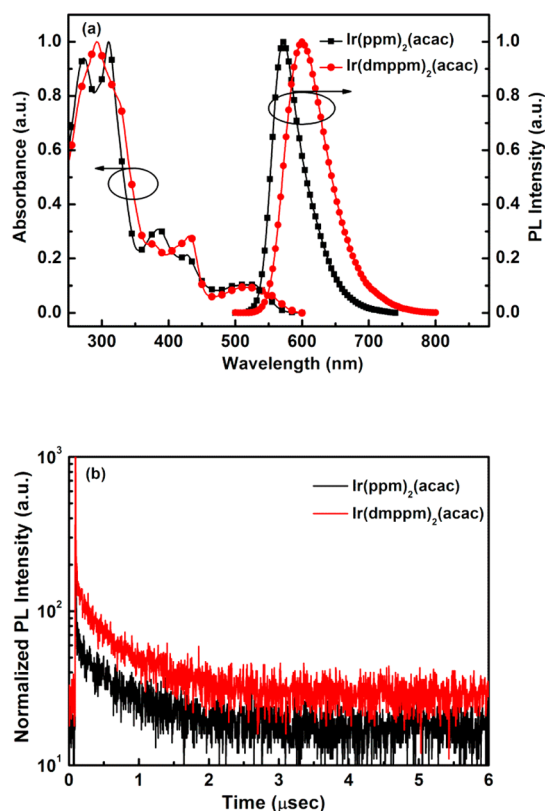 (a)
Ir(ppm)₂(acac)
Ir(dmppm)₂(acac)
Absorbance (a.u.)
PL Intensity (a.u.)
1.0 1.0
0.8 0.8
0.6 0.6
0.4 0.4
0.2 0.2
0.0 0.0
300 400 500 600 700 800
Wavelength (nm)
(b)
Ir(ppm)₂(acac)
Ir(dmppm)₂(acac)
Normalized PL Intensity (a.u.)
10³
10²
10¹
0 1 2 3 4 5 6
Time (μsec)